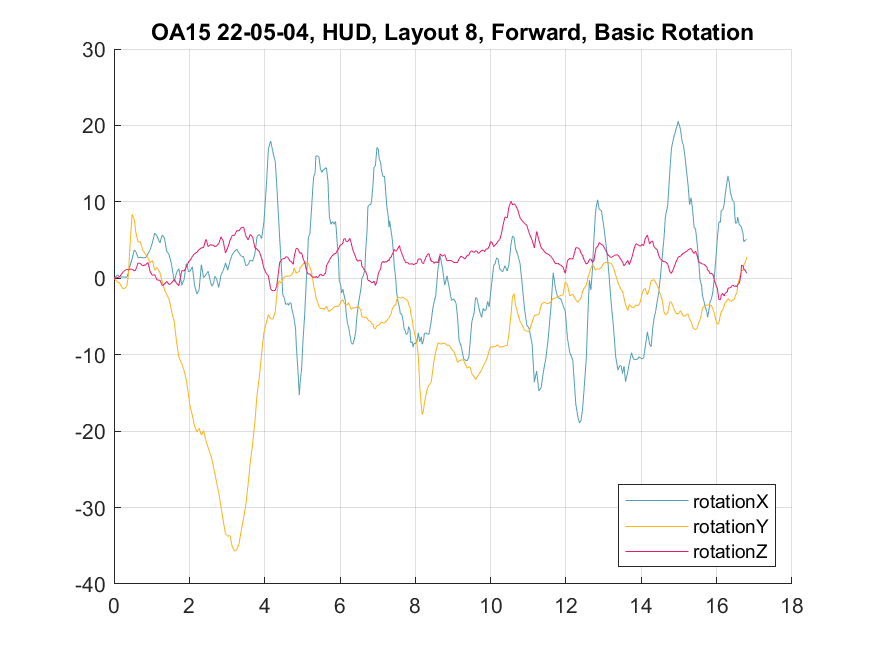 OA15 22-05-04, HUD, Layout 8, Forward, Basic Rotation
30
20
10
0
-10
-20
-30
-40
0 2 4 6 8 10 12 14 16 18
rotationX
rotationY
rotationZ